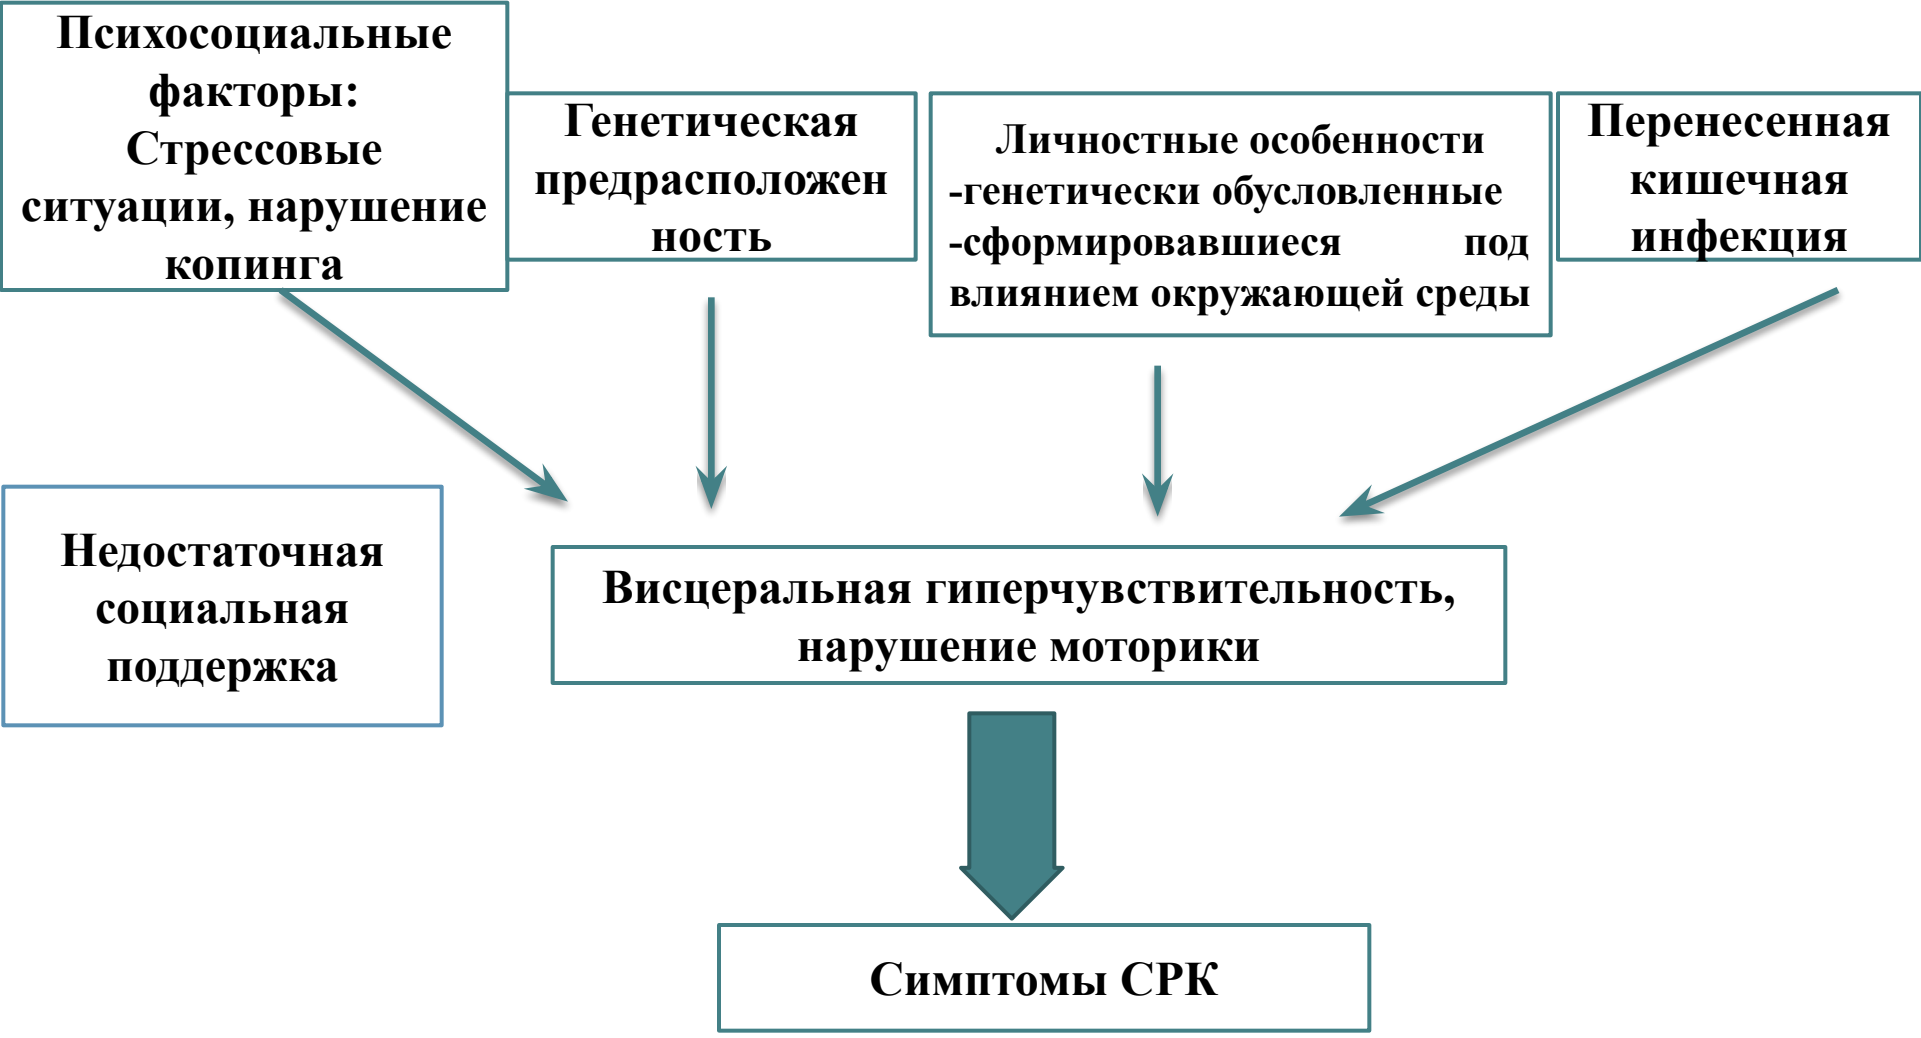 Психосоциальные
факторы:
Стрессовые
ситуации, нарушение
копинга
Генетическая
предрасположен
ность
Личностные особенности
-генетически обусловленные
-сформировавшиеся под
влиянием окружающей среды
Перенесенная
кишечная
инфекция
Недостаточная
социальная
поддержка
Висцеральная гиперчувствительность,
нарушение моторики
Симптомы СРК